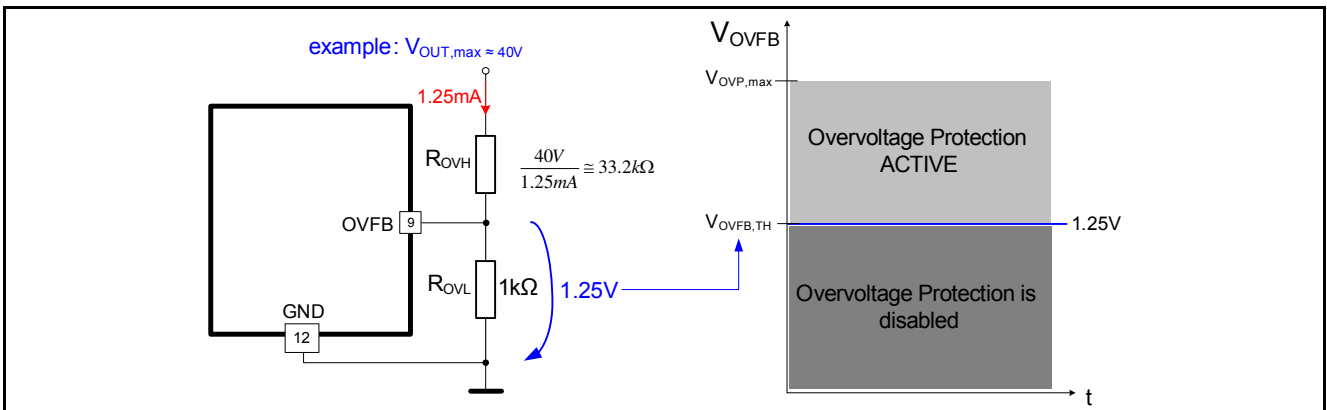 example: VOUT,max ≈ 40V
1.25mA
ROVH
40V
1.25mA
≅ 33.2kΩ
OVFB
9
ROVL
1kΩ
1.25V
GND
12
VOVFB
VOVP,max
Overvoltage Protection
ACTIVE
VOVFB,TH
1.25V
Overvoltage Protection is
disabled
t